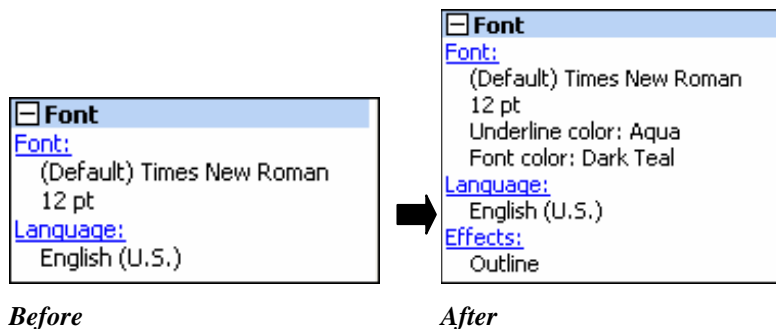 Font
Font:
(Default) Times New Roman
12 pt
Language:
English (U.S.)
Before
Font
Font:
(Default) Times New Roman
12 pt
Underline color: Aqua
Font color: Dark Teal
Language:
English (U.S.)
Effects:
Outline
After